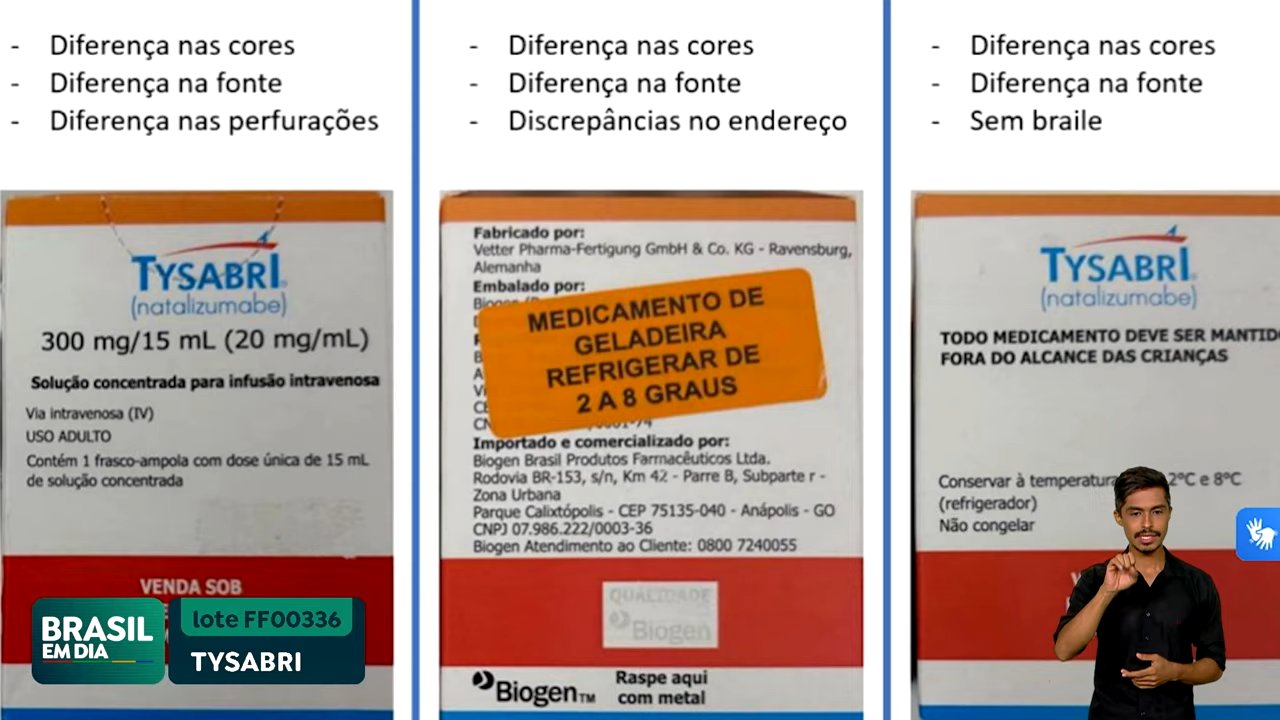 - Diferença nas cores
- Diferença na fonte
- Diferença nas perfurações
TYSABRI
(natalizumabe)
300 mg/15 mL (20 mg/mL)
Solução concentrada para infusão intravenosa
Via intravenosa (IV)
USO ADULTO
Contém 1 frasco-ampola com dose única de 15 mL
de solução concentrada
VENDA SOB
- Diferença nas cores
- Diferença na fonte
- Discrepâncias no endereço
Fabricado por:
Vetter Pharma-Fertigung GmbH & Co. KG - Ravensburg,
Alemanha
Embalado por:
MEDICAMENTO DE
GELADEIRA
REFRIGERAR DE
2 A 8 GRAUS
Importado e comercializado por:
Biogen Brasil Produtos Farmacêuticos Ltda.
Rodovia BR-153, s/n, Km 42 - Parre B, Subparte r -
Zona Urbana
Parque Calixtópolis - CEP 75135-040 - Anápolis - GO
CNPJ 07.986.222/0003-36
Biogen Atendimento ao Cliente: 0800 7240055
QUALIDADE
Biogen
Biogen TM
Raspe aqui
com metal
- Diferença nas cores
- Diferença na fonte
- Sem braile
TYSABRI
(natalizumabe)
TODO MEDICAMENTO DEVE SER MANTID
FORA DO ALCANCE DAS CRIANÇAS
Conservar à temperatura 2°C e 8°C
(refrigerador)
Não congelar
BRASIL
EM DIA
lote FF00336
TYSABRI